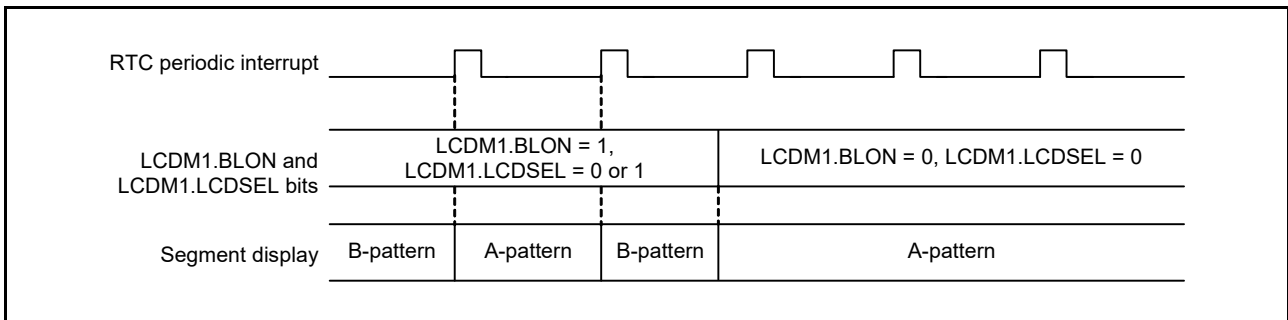 RTC periodic interrupt
LCDM1.BLON and
LCDM1.LCDSEL bits
LCDM1.BLON = 1,
LCDM1.LCDSEL = 0 or 1
LCDM1.BLON = 0, LCDM1.LCDSEL = 0
Segment display
B-pattern
A-pattern
B-pattern
A-pattern